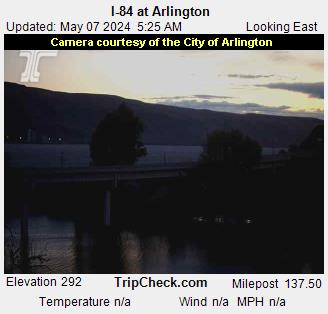 I-84 at Arlington
Updated: May 07 2024 5:25 AM Looking East
Camera courtesy of the City of Arlington
Elevation 292 TripCheck.com Milepost 137.50
Temperature n/a Wind n/a MPH n/a